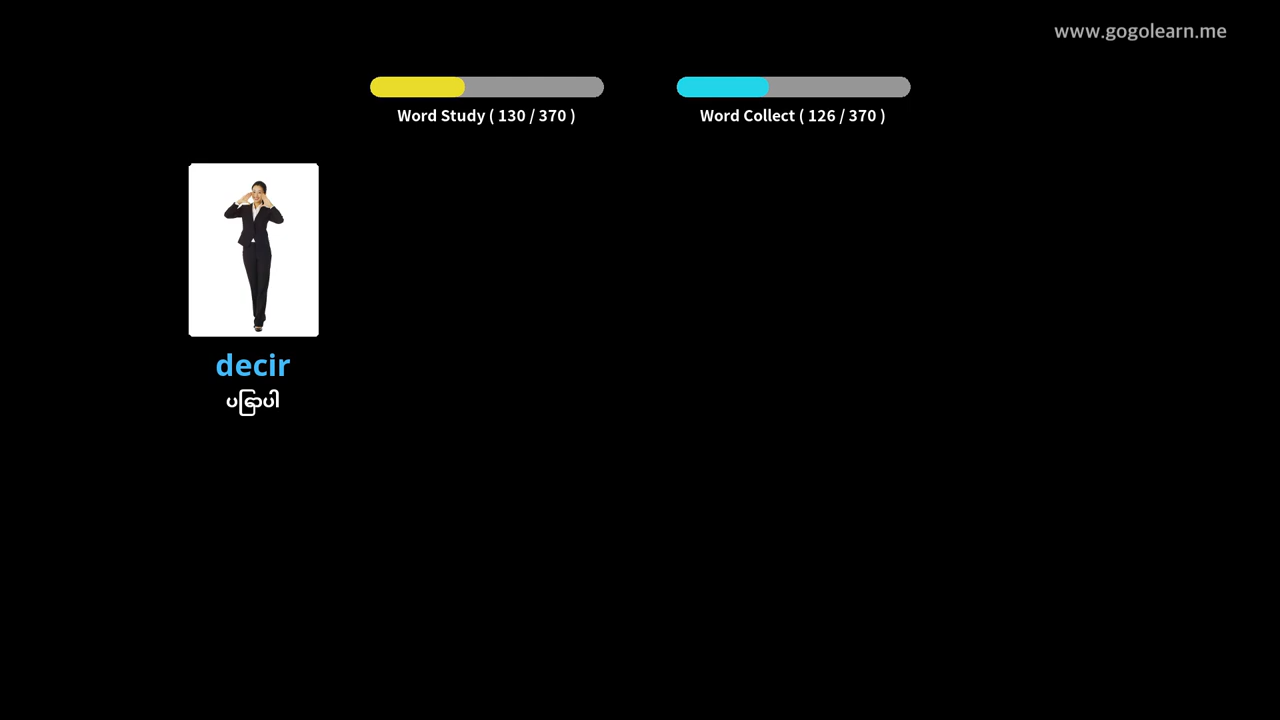 www.gogolearn.me
Word Study ( 130 / 370 )
Word Collect ( 126 / 370 )
decir
ပြောပါ